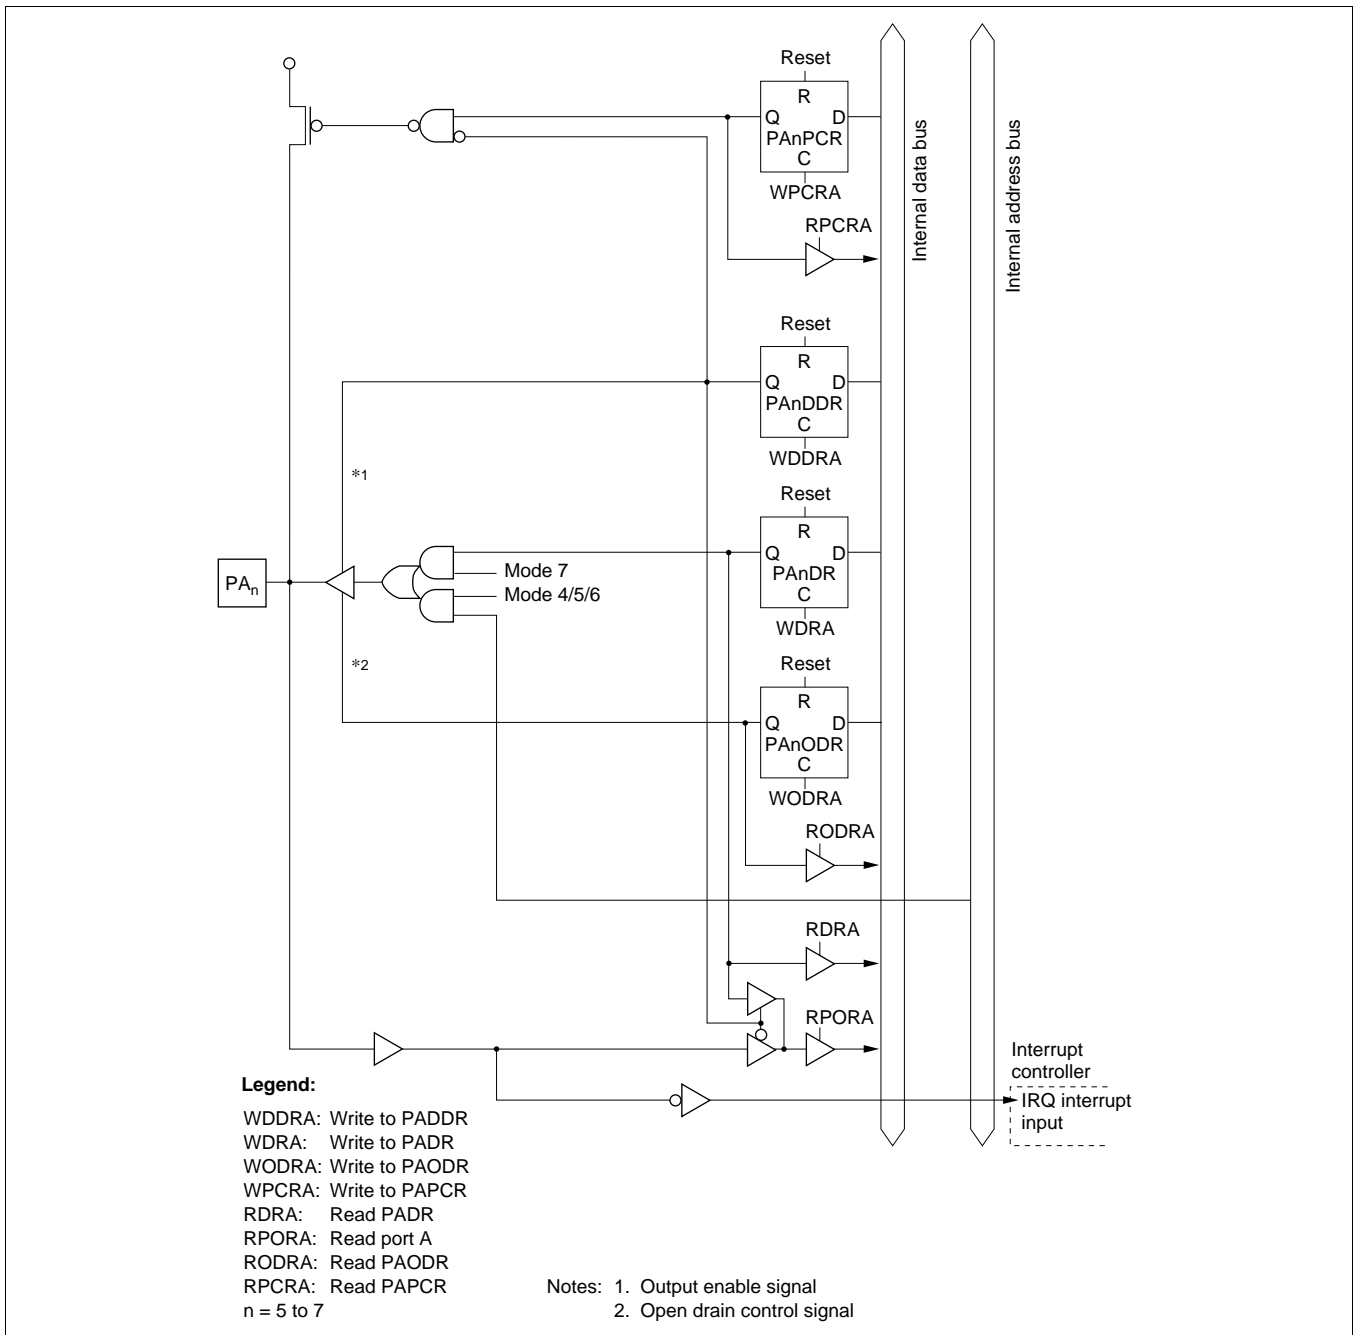 Reset
R
Q D
PAnPCR
C
WPCRA
RPCRA
Internal data bus
Internal address bus
Reset
R
Q D
PAnDDR
C
WDDRA
*1
Reset
R
Q D
PAnDR
C
WDRA
Mode 7
Mode 4/5/6
PAn
*2
Reset
R
Q D
PAnODR
C
WODRA
RODRA
RDRA
RPORA
Interrupt
controller
IRQ interrupt
input
Legend:
WDDRA: Write to PADDR
WDRA: Write to PADR
WODRA: Write to PAODR
WPCRA: Write to PAPCR
RDRA: Read PADR
RPORA: Read port A
RODRA: Read PAODR
RPCRA: Read PAPCR
n = 5 to 7
Notes: 1. Output enable signal
2. Open drain control signal